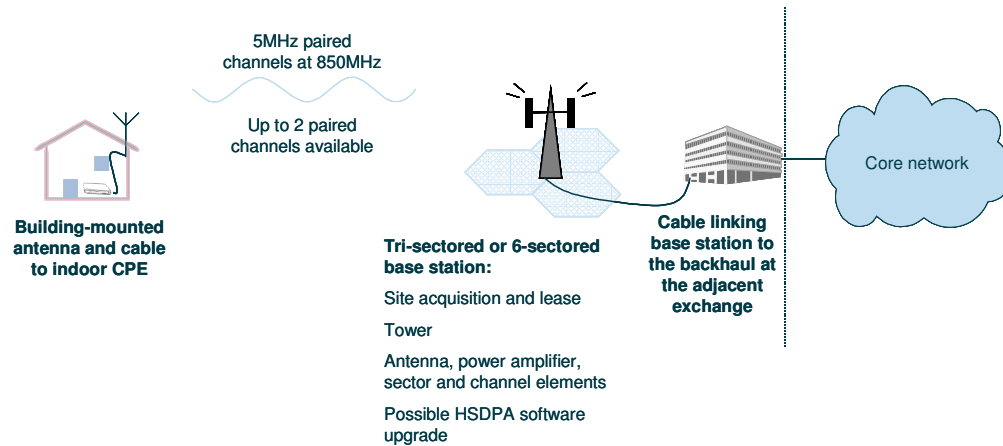 5MHz paired
channels at 850MHz
Up to 2 paired
channels available
Building-mounted
antenna and cable
to indoor CPE
Tri-sectored or 6-sectored
base station:
Site acquisition and lease
Tower
Antenna, power amplifier,
sector and channel elements
Possible HSDPA software
upgrade
Cable linking
base station to
the backhaul at
the adjacent
exchange
Core network